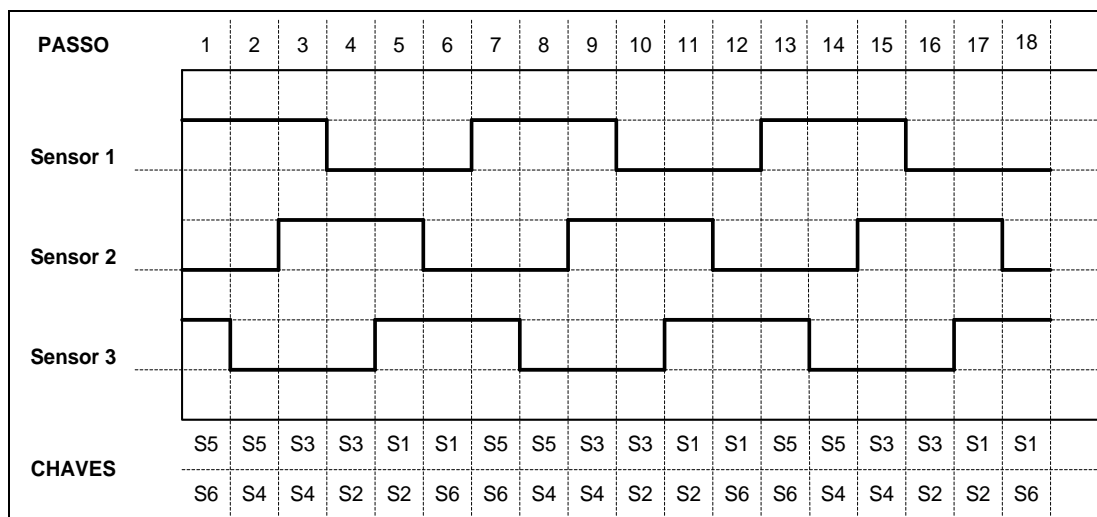 PASSO 1 2 3 4 5 6 7 8 9 10 11 12 13 14 15 16 17 18
Sensor 1
Sensor 2
Sensor 3
S5 S5 S3 S3 S1 S1 S5 S5 S3 S3 S1 S1 S5 S5 S3 S3 S1 S1
CHAVES
S6 S4 S4 S2 S2 S6 S6 S4 S4 S2 S2 S6 S6 S4 S4 S2 S2 S6